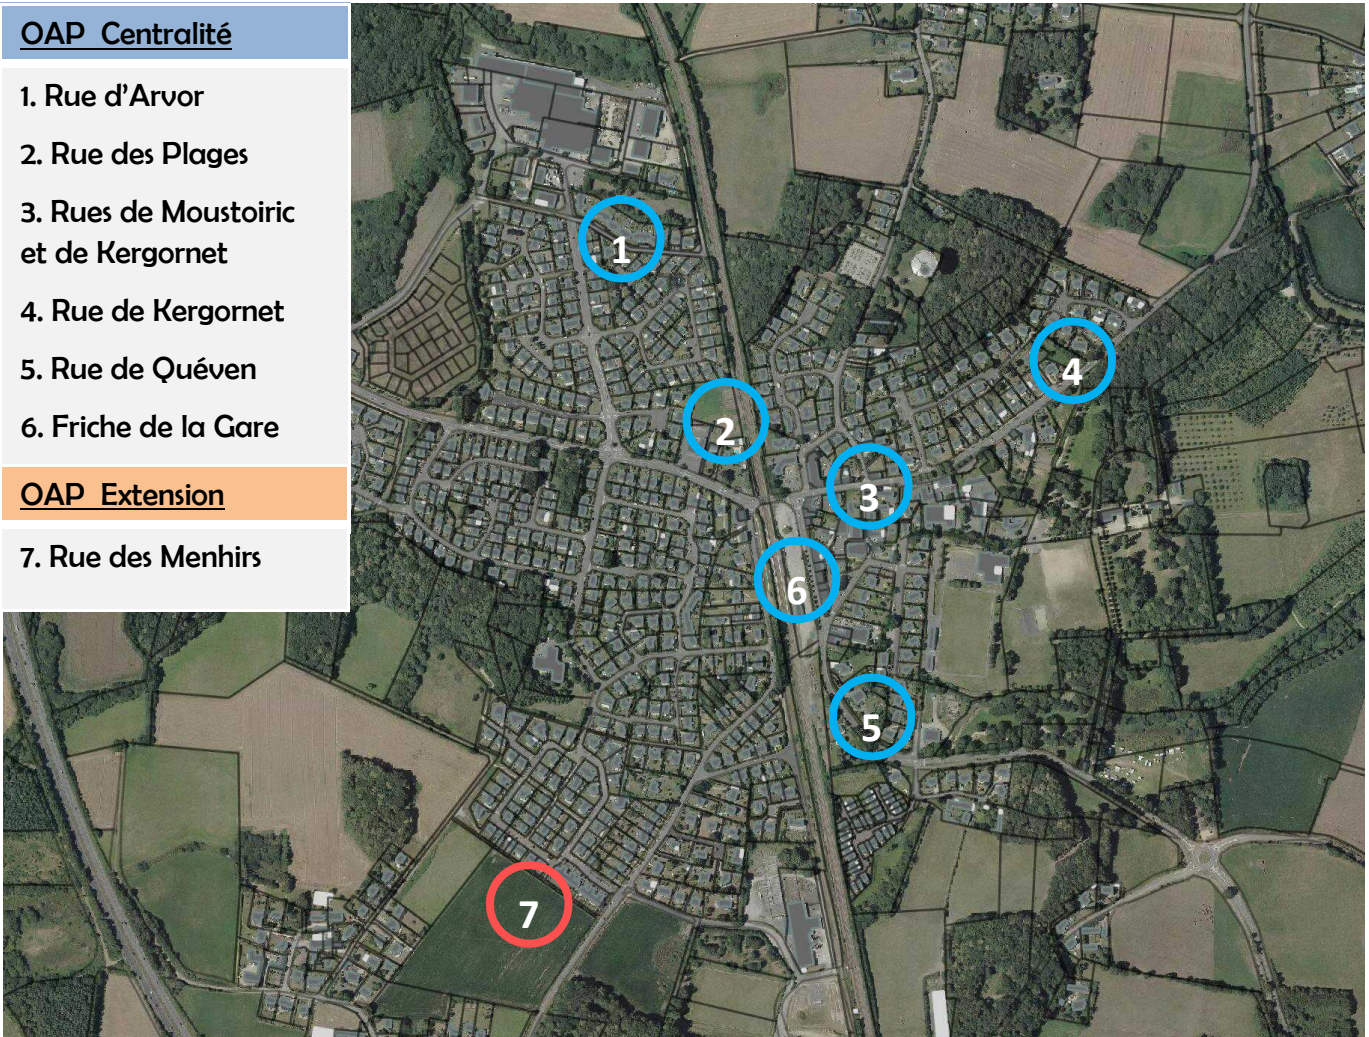 OAP Centralité
1. Rue d’Arvor
2. Rue des Plages
3. Rues de Moustoiric
et de Kergornet
4. Rue de Kergornet
5. Rue de Quéven
6. Friche de la Gare
OAP Extension
7. Rue des Menhirs
1
2
3
4
5
6
7